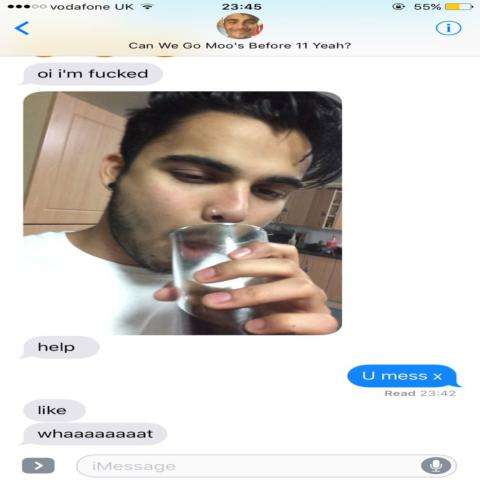 vodafone UK 23:45 55%
Can We Go Moo's Before 11 Yeah?
oi i'm fucked
help
U mess x
Read 23:42
like
whaaaaaaaat
iMessage